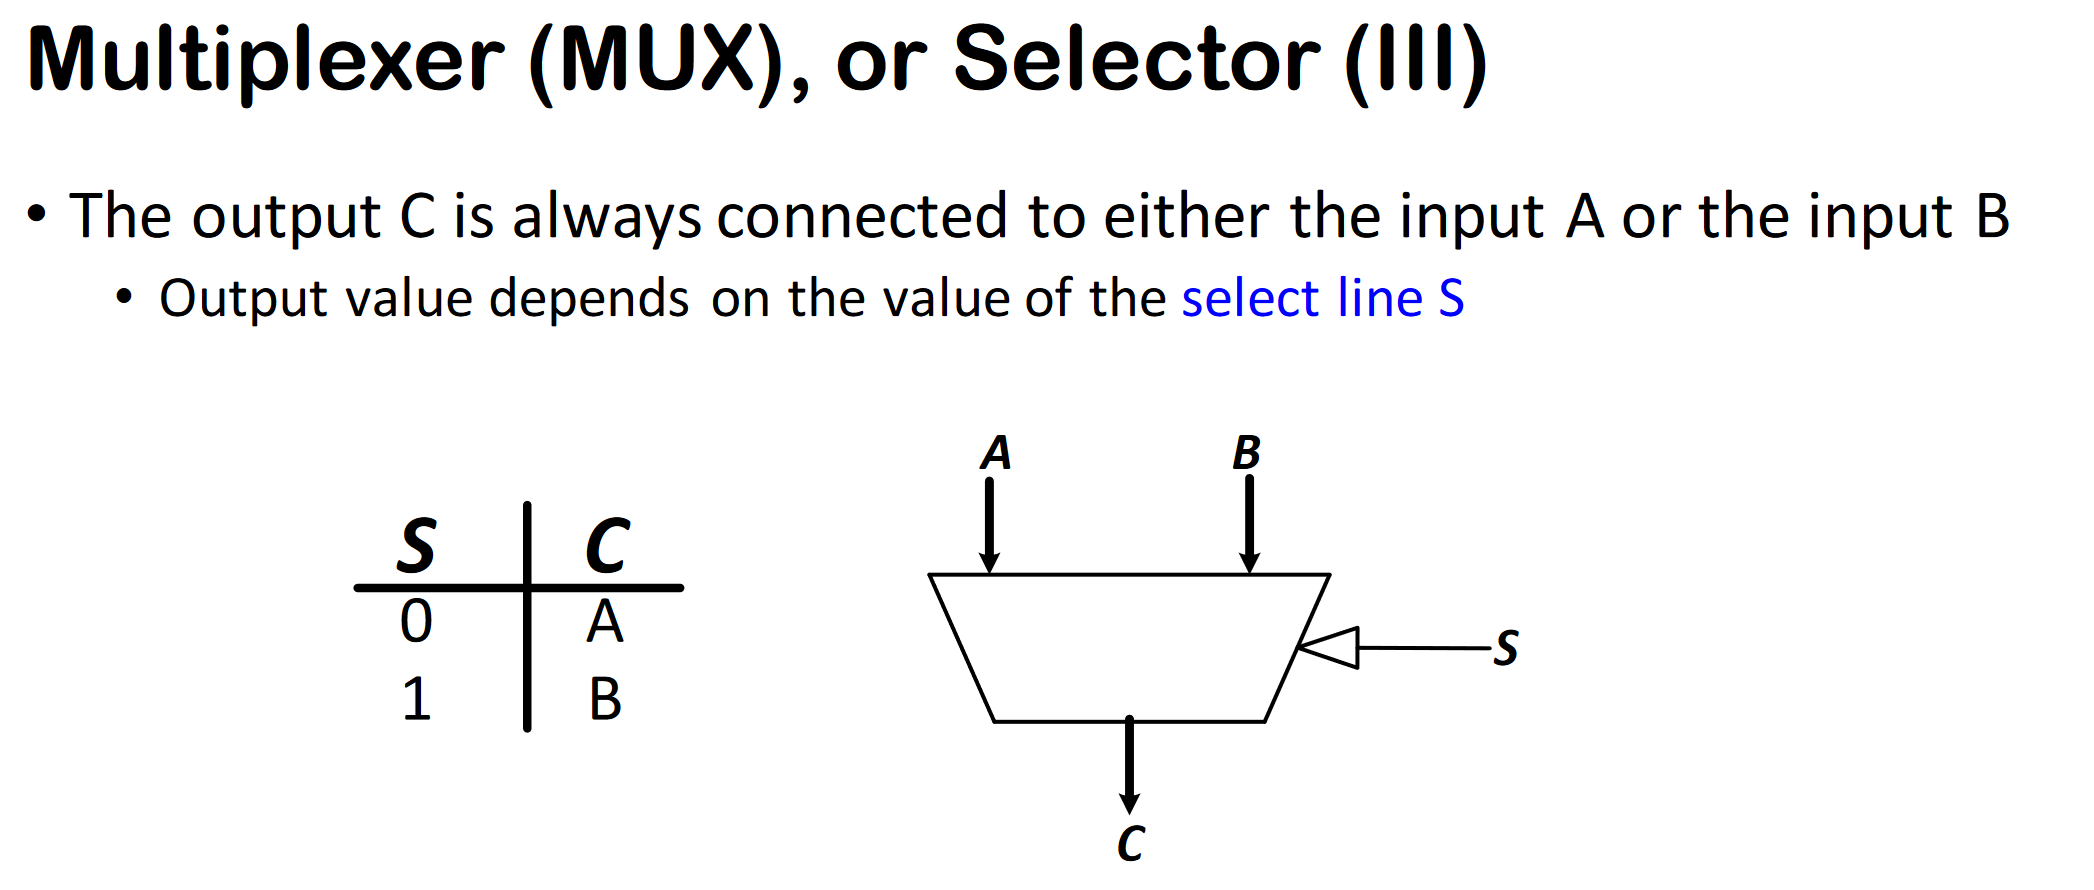 Multiplexer (MUX), or Selector (III)
• The output C is always connected to either the input A or the input B
• Output value depends on the value of the select line S
S C
0 A
1 B
A B
S
C